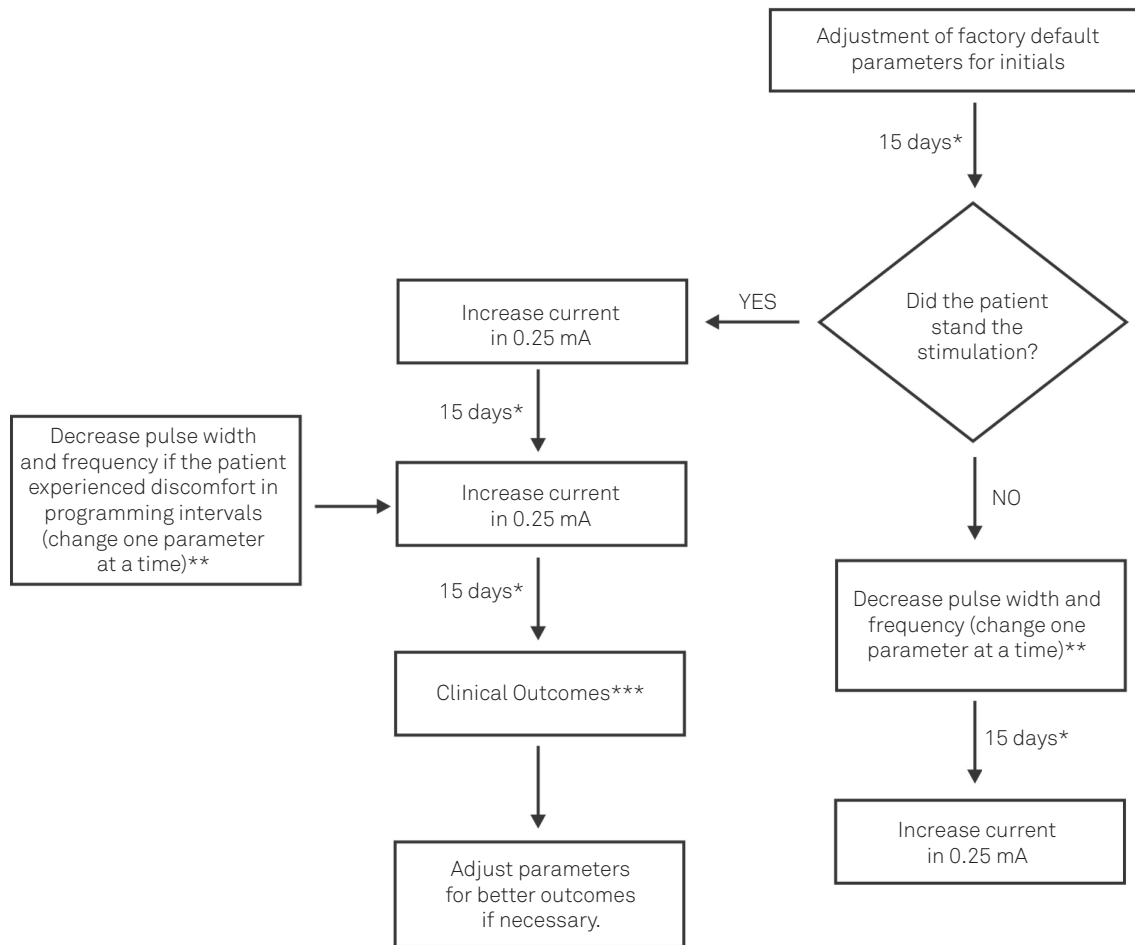 Adjustment of factory default
parameters for initials
15 days*
Did the patient
stand the
stimulation?
YES
Increase current
in 0.25 mA
15 days*
Decrease pulse width
and frequency if the patient
experienced discomfort in
programming intervals
(change one parameter
at a time)**
Increase current
in 0.25 mA
15 days*
Clinical Outcomes***
Adjust parameters
for better outcomes
if necessary.
NO
Decrease pulse width and
frequency (change one
parameter at a time)**
15 days*
Increase current
in 0.25 mA